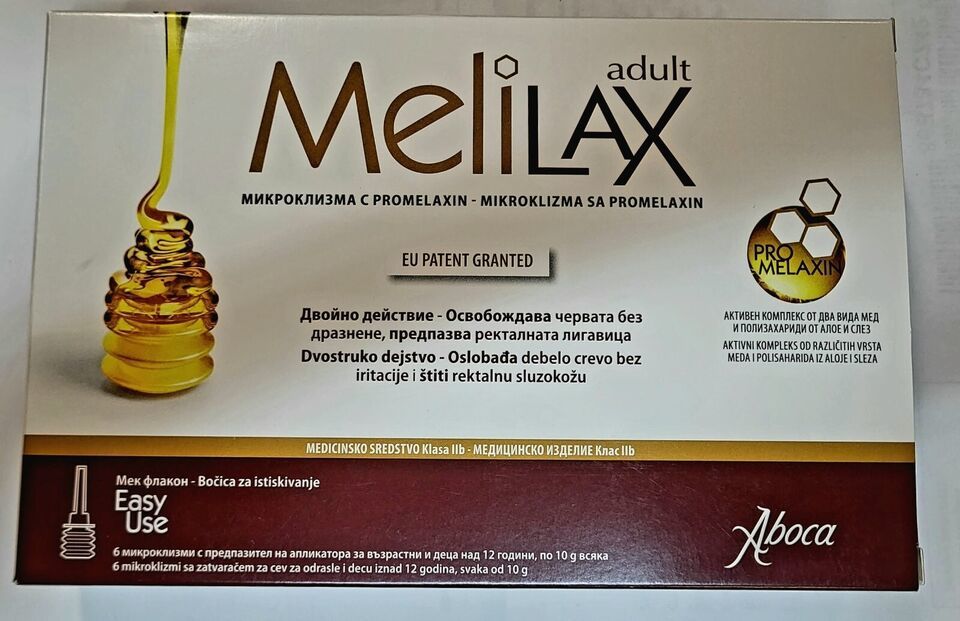 adult
MeliLAX
МИКРОКЛИЗМА С PROMELAXIN - MIKROKLIZMA SA PROMELAXIN
EU PATENT GRANTED
PRO
MELAXIN
Двойно действие - Освобождава червата без
дразнене, предпазва ректалната лигавица
Dvostruko dejstvo - Oslobađa debelo crevo bez
iritacije i štiti rektalnu sluzokožu
АКТИВЕН КОМПЛЕКС ОТ ДВА ВИДА МЕД
И ПОЛИЗАХАРИДИ ОТ АЛОЕ И СЛЕЗ
AKTIVNI KOMPLEKS OD RAZLIČITIH VRSTA
MEDA I POLISAHARIDA IZ ALOJE I SLEZA
MEDICINSKO SREDSTVO Klasa IIb - МЕДИЦИНСКО ИЗДЕЛИЕ Клас IIb
Мек флакон - Bočica za istiskivanje
Easy
Use
6 микроклизми с предпазител на апликатора за възрастни и деца над 12 години, по 10 g всяка
6 mikroklizmi sa zatvaračem za cev za odrasle i decu iznad 12 godina, svaka od 10 g
Aboca